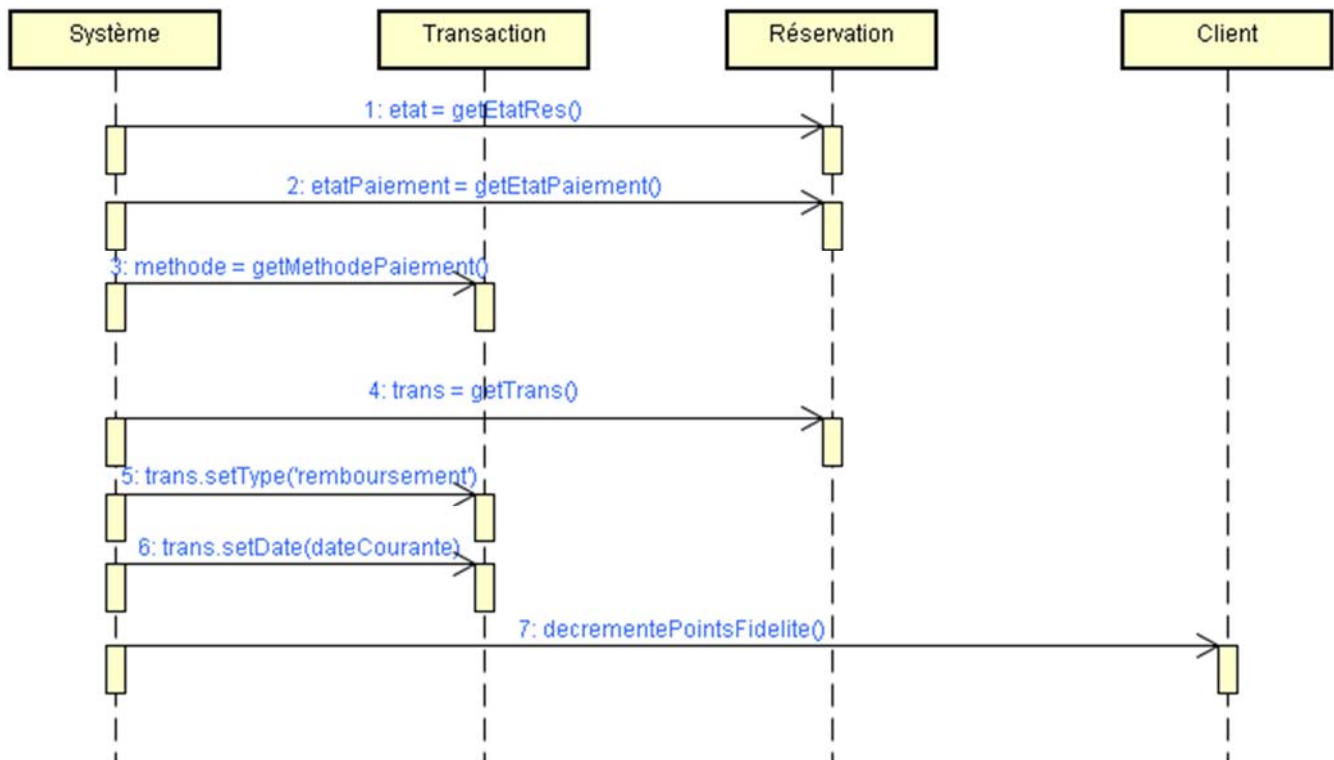 Système
Transaction
Réservation
Client
1: etat = getEtatRes()
2: etatPaiement = getEtatPaiement()
3: methode = getMethodePaiement()
4: trans = getTrans()
5: trans.setType('remboursement')
6: trans.setDate(dateCourante)
7: decrementePointsFidelite()